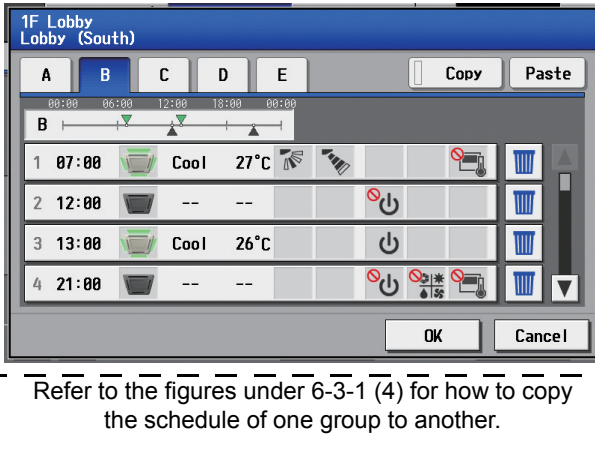 1F Lobby
Lobby (South)
A B C D E Copy Paste
00:00 06:00 12:00 18:00 00:00
B
1 07:00 Cool 27°C
2 12:00 -- --
3 13:00 Cool 26°C
4 21:00 -- --
OK Cancel
Refer to the figures under 6-3-1 (4) for how to copy
the schedule of one group to another.